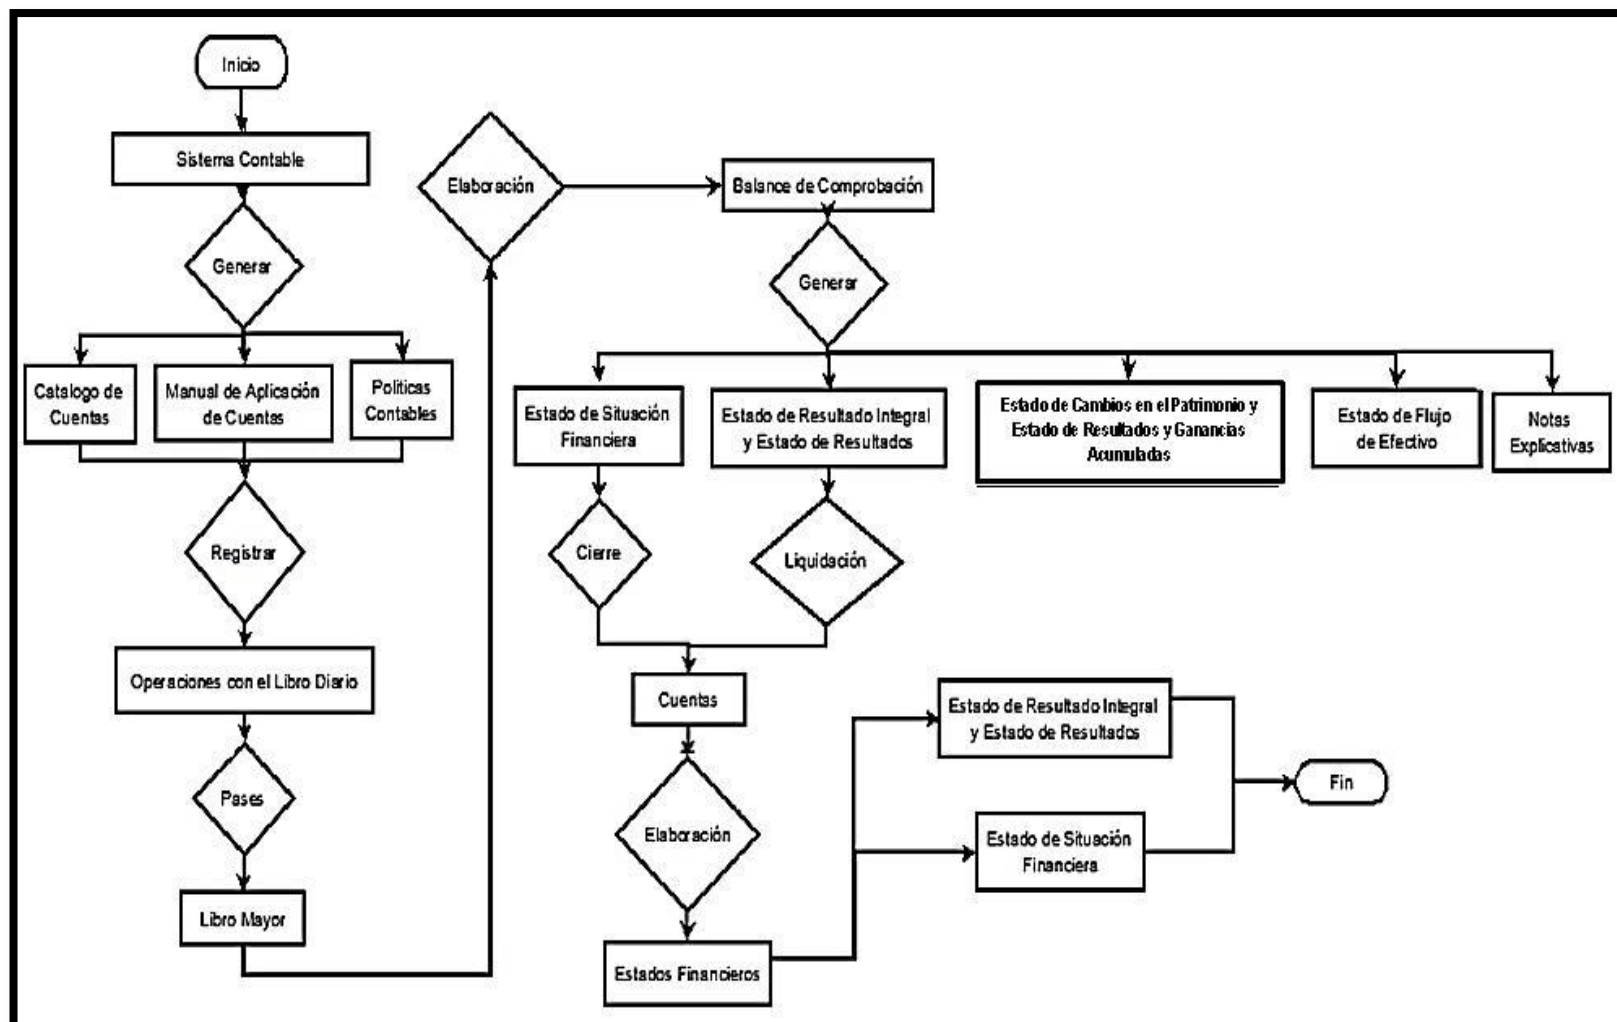 Inicio
Sistema Contable
Generar
Catalogo de
Cuentas
Manual de Aplicación
de Cuentas
Políticas
Contables
Registrar
Operaciones con el Libro Diario
Pases
Libro Mayor
Elaboración
Balance de Comprobación
Generar
Estado de Situación
Financiera
Estado de Resultado Integral
y Estado de Resultados
Estado de Cambios en el Patrimonio y
Estado de Resultados y Ganancias
Acumuladas
Estado de Flujo
de Efectivo
Notas
Explicativas
Cierre
Liquidación
Cuentas
Elaboración
Estados Financieros
Estado de Resultado Integral
y Estado de Resultados
Estado de Situación
Financiera
Fin